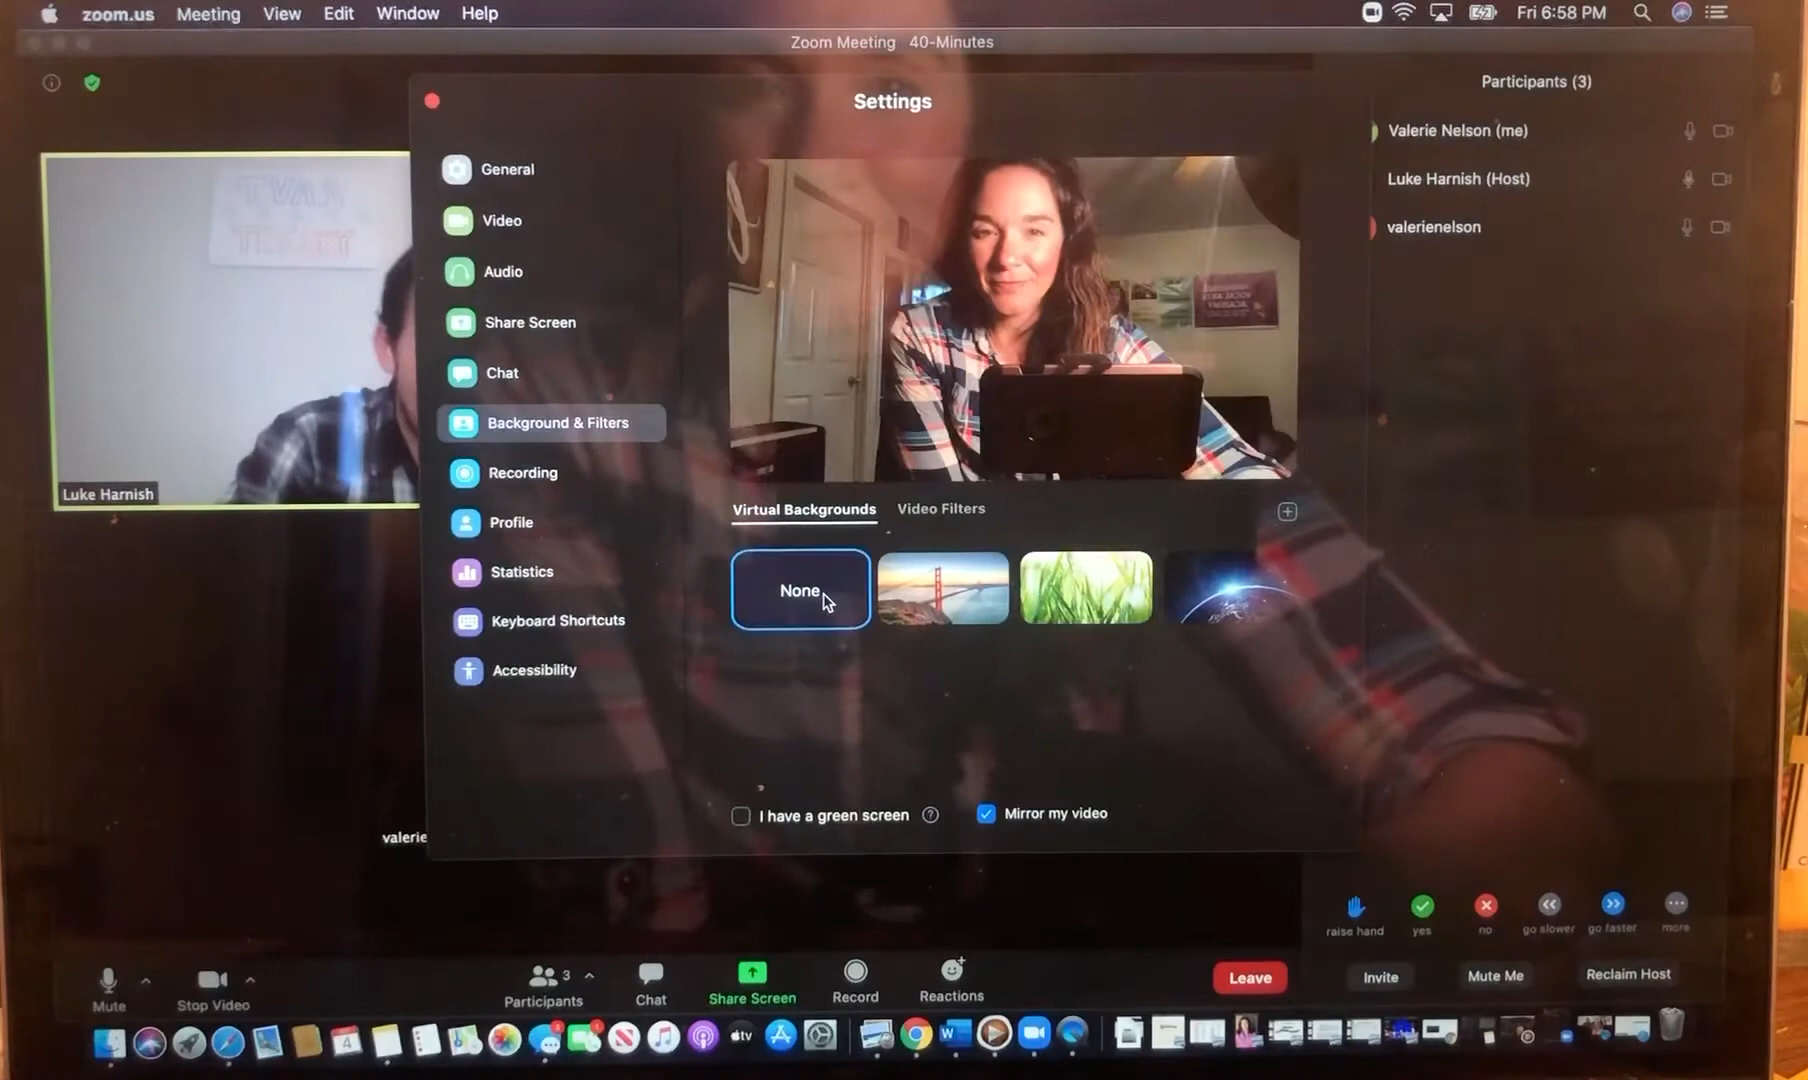 zoom.us Meeting View Edit Window Help
Fri 6:58 PM
Zoom Meeting 40-Minutes
Settings
Participants (3)
Valerie Nelson (me)
Luke Harnish (Host)
valerienelson
General
Video
Audio
Share Screen
Chat
Background & Filters
Recording
Profile
Statistics
Keyboard Shortcuts
Accessibility
Luke Harnish
valerie
Virtual Backgrounds Video Filters
None
I have a green screen Mirror my video
raise hand yes no go slower go faster more
Mute Stop Video Participants 3 Chat Share Screen Record Reactions Leave Invite Mute Me Reclaim Host
4
tv
W